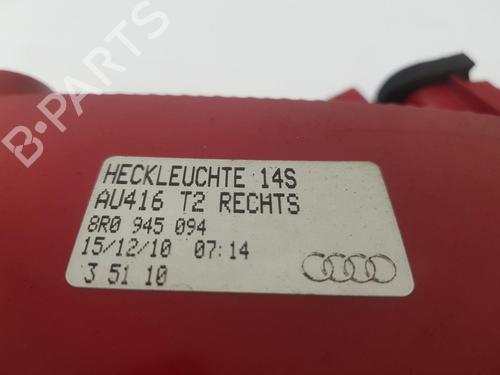 B-PARTS
HECKLEUCHTE 14S
AU416 T2 RECHTS
8R0 945 094
15/12/10 07:14
3 51 10